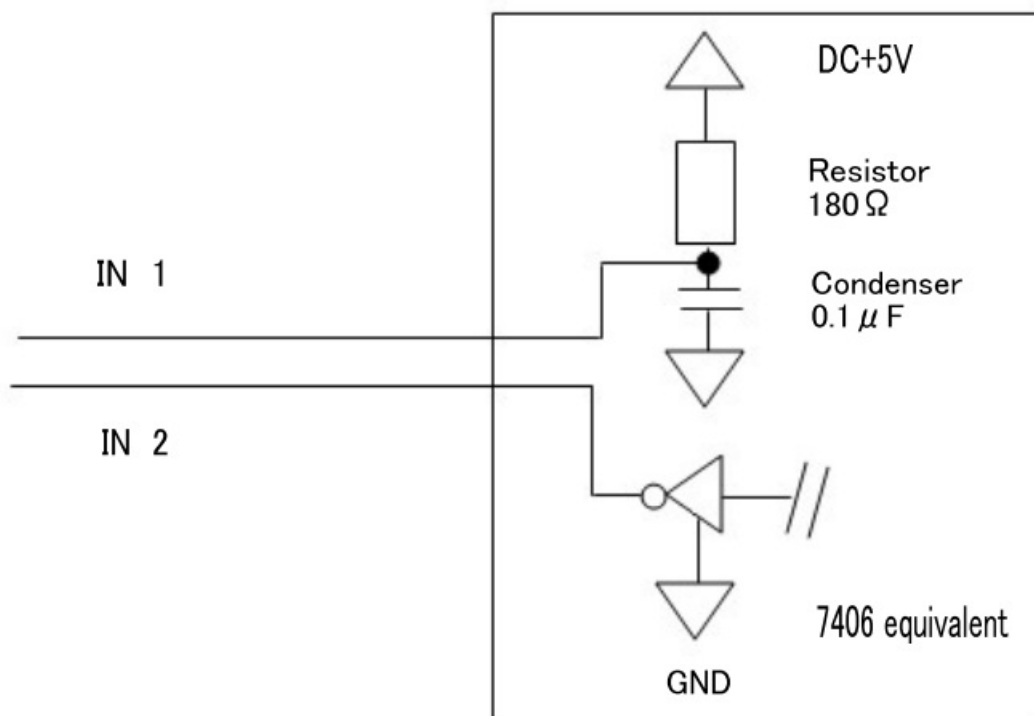 DC+5V
Resistor
180Ω
IN 1
Condenser
0.1μF
IN 2
7406 equivalent
GND